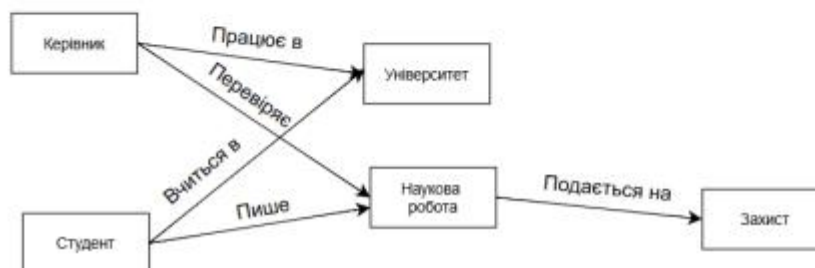 Керівник
Працює в
Університет
Перевіряє
Вчиться в
Наукова
робота
Подається на
Захист
Пише
Студент